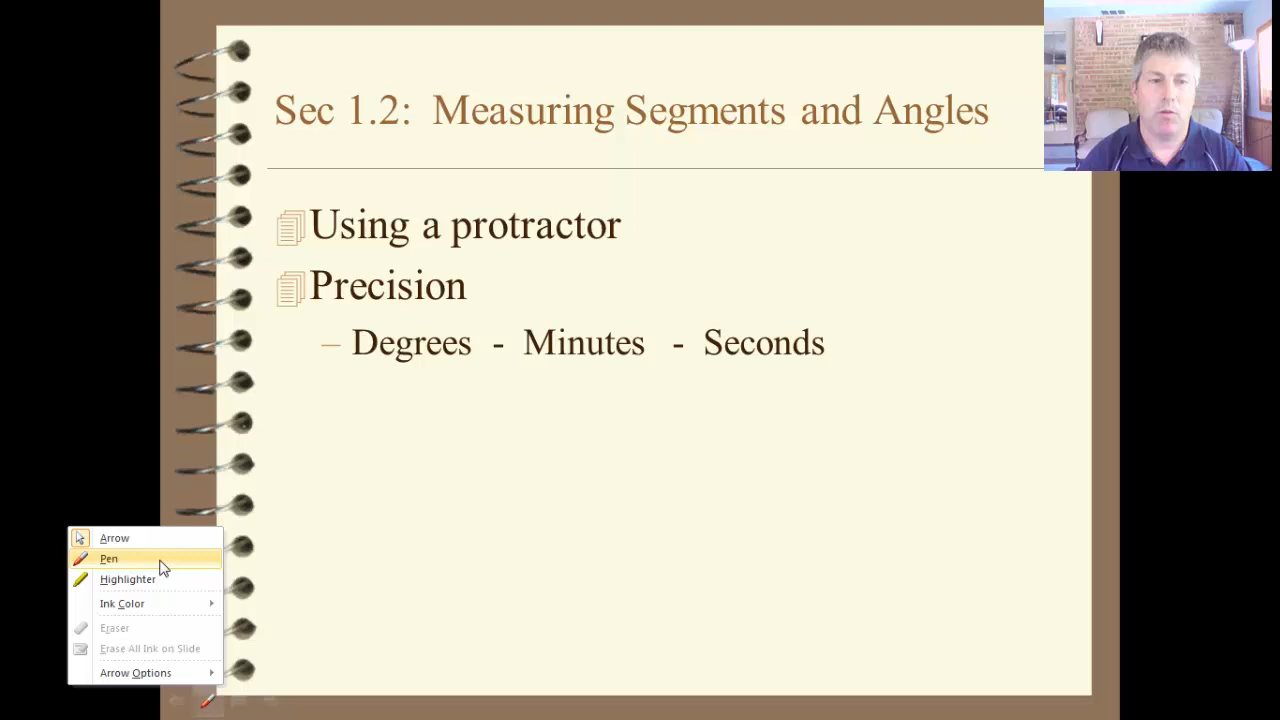 Sec 1.2: Measuring Segments and Angles
Using a protractor
Precision
– Degrees - Minutes - Seconds
Arrow
Pen
Highlighter
Ink Color
Eraser
Erase All Ink on Slide
Arrow Options